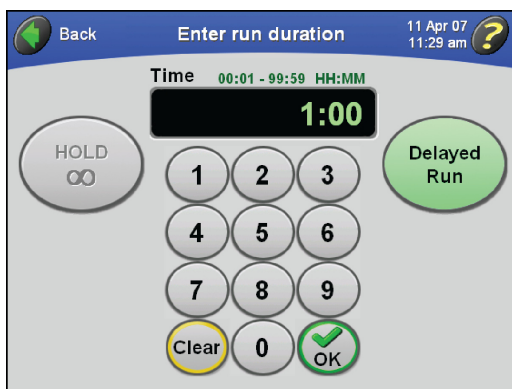 Back
Enter run duration
11 Apr 07
11:29 am
?
Time 00:01 - 99:59 HH:MM
1:00
HOLD
∞
Delayed
Run
1 2 3
4 5 6
7 8 9
Clear 0 OK